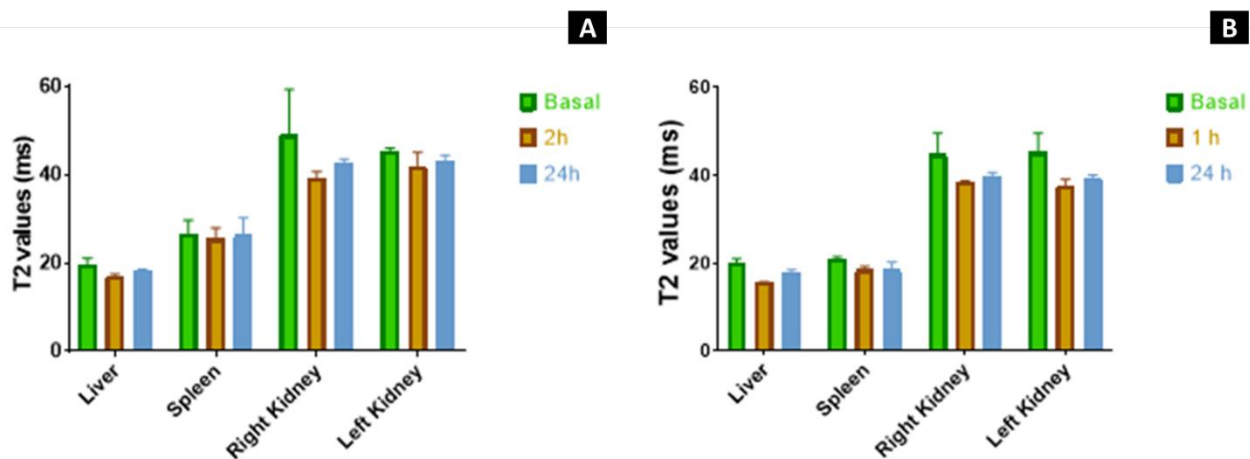 A
T2 values (ms)
60
40
20
0
Basal
2h
24h
Liver
Spleen
Right Kidney
Left Kidney
B
T2 values (ms)
60
40
20
0
Basal
1 h
24 h
Liver
Spleen
Right Kidney
Left Kidney